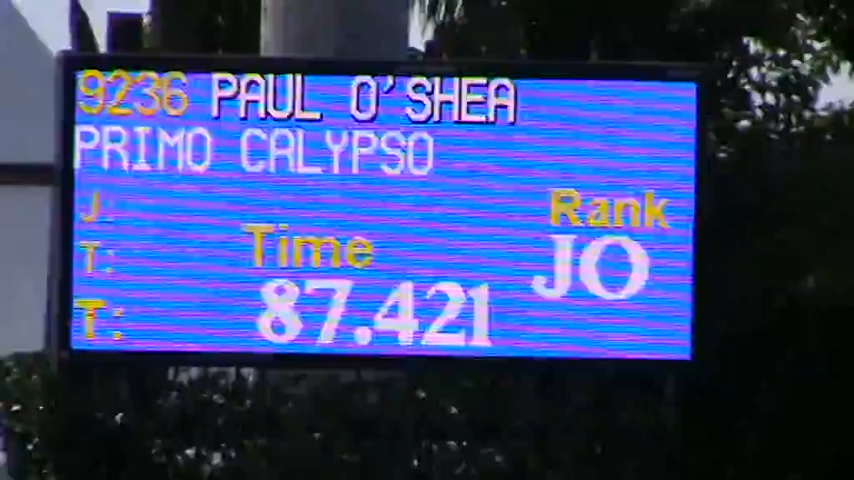 9236 PAUL O'SHEA
PRIMO CALYPSO
J:
Rank
T:
Time
JO
T:
87.421